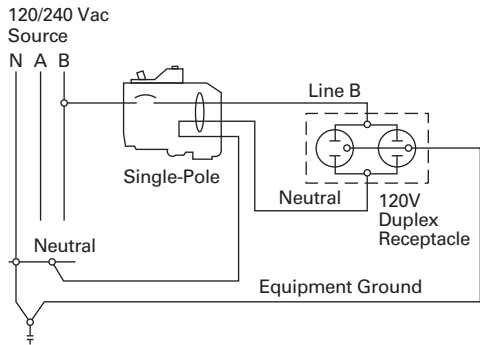 120/240 Vac
Source
N A B
Line B
Single-Pole
Neutral
120V
Duplex
Receptacle
Neutral
Equipment Ground